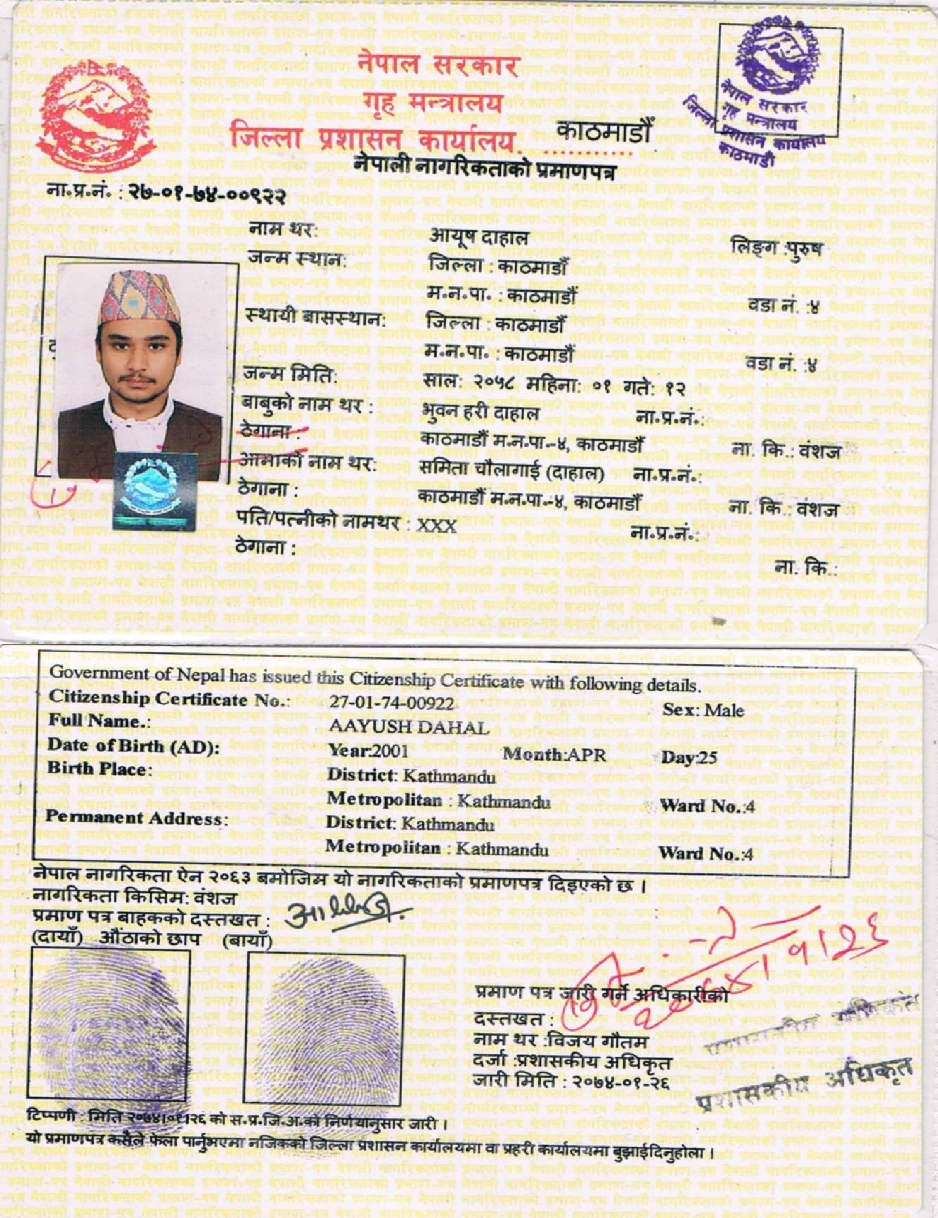 नेपाल सरकार
गृह मन्त्रालय
जिल्ला प्रशासन कार्यालय. काठमाडौं
नेपाली नागरिकताको प्रमाणपत्र
नेपाल सरकार
गृह मन्त्रालय
जिल्ला प्रशासन कार्यालय
काठमाडौं
ना.प्र.नं. : २७-०१-७४-००९२२
नाम थर: आयूष दाहाल लिङ्ग :पुरुष
जन्म स्थान: जिल्ला : काठमाडौं
म.न.पा. : काठमाडौं वडा नं. :४
स्थायी बासस्थान: जिल्ला : काठमाडौं
म.न.पा. : काठमाडौं वडा नं. :४
जन्म मिति: साल: २०५८ महिना: ०१ गते: १२
बाबुको नाम थर : भुवन हरी दाहाल ना.प्र.नं.:
ठेगाना : काठमाडौं म.न.पा.-४, काठमाडौं ना. कि.: वंशज
आमाको नाम थर: समिता चौलागाई (दाहाल) ना.प्र.नं.:
ठेगाना : काठमाडौं म.न.पा.-४, काठमाडौं ना. कि.: वंशज
पति/पत्नीको नामथर : XXX ना.प्र.नं.:
ठेगाना : ना. कि.:
Government of Nepal has issued this Citizenship Certificate with following details.
Citizenship Certificate No.: 27-01-74-00922 Sex: Male
Full Name.: AAYUSH DAHAL
Date of Birth (AD): Year:2001 Month:APR Day:25
Birth Place: District: Kathmandu
Metropolitan : Kathmandu Ward No.:4
Permanent Address: District: Kathmandu
Metropolitan : Kathmandu Ward No.:4
नेपाल नागरिकता ऐन २०६३ बमोजिम यो नागरिकताको प्रमाणपत्र दिइएको छ ।
नागरिकता किसिम: वंशज
प्रमाण पत्र बाहकको दस्तखत :
(दायाँ) औंठाको छाप (बायाँ)
प्रमाण पत्र जारी गर्ने अधिकारीको
दस्तखत :
नाम थर :विजय गौतम
दर्जा :प्रशासकीय अधिकृत
जारी मिति : २०७४-०१-२६
प्रशासकीय अधिकृत
टिप्पणी : मिति २०७४।०१।२६ को स.प्र.जि.अ.को निर्णयानुसार जारी ।
यो प्रमाणपत्र कसैले फेला पार्नुभएमा नजिकको जिल्ला प्रशासन कार्यालयमा वा प्रहरी कार्यालयमा बुझाईदिनुहोला ।